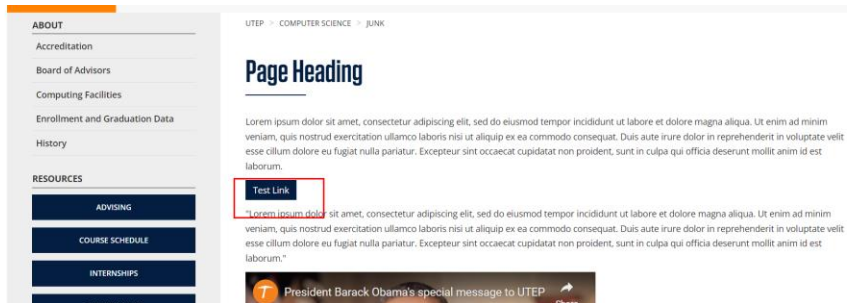 ABOUT
Accreditation
Board of Advisors
Computing Facilities
Enrollment and Graduation Data
History
RESOURCES
ADVISING
COURSE SCHEDULE
INTERNSHIPS
UTEP > COMPUTER SCIENCE > JUNK
Page Heading
Lorem ipsum dolor sit amet, consectetur adipiscing elit, sed do eiusmod tempor incididunt ut labore et dolore magna aliqua. Ut enim ad minim
veniam, quis nostrud exercitation ullamco laboris nisi ut aliquip ex ea commodo consequat. Duis aute irure dolor in reprehenderit in voluptate velit
esse cillum dolore eu fugiat nulla pariatur. Excepteur sint occaecat cupidatat non proident, sunt in culpa qui officia deserunt mollit anim id est
laborum.
Test Link
"Lorem ipsum dolor sit amet, consectetur adipiscing elit, sed do eiusmod tempor incididunt ut labore et dolore magna aliqua. Ut enim ad minim
veniam, quis nostrud exercitation ullamco laboris nisi ut aliquip ex ea commodo consequat. Duis aute irure dolor in reprehenderit in voluptate velit
esse cillum dolore eu fugiat nulla pariatur. Excepteur sint occaecat cupidatat non proident, sunt in culpa qui officia deserunt mollit anim id est
laborum."
President Barack Obama's special message to UTEP
Share